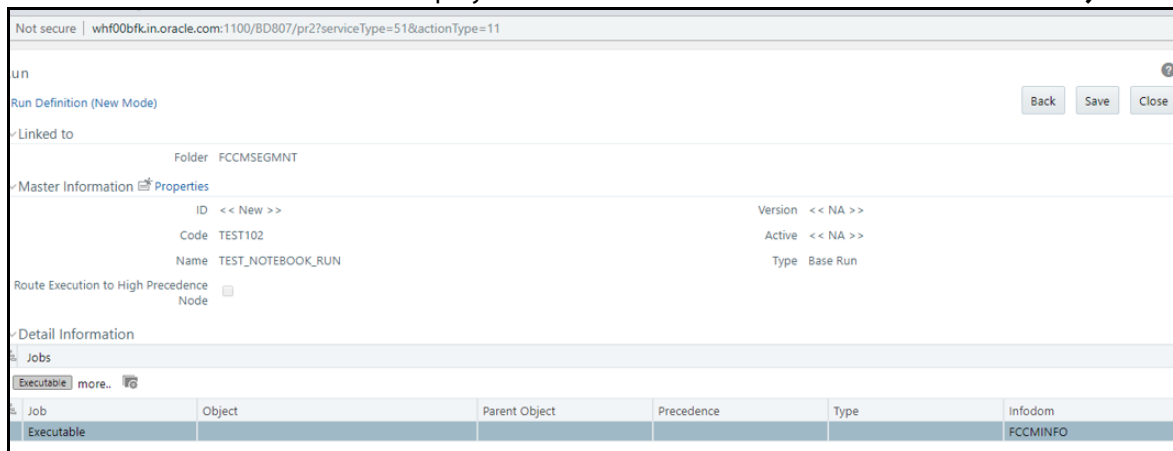 Not secure | whf00bfk.in.oracle.com:1100/BD807/pr2?serviceType=51&actionType=11
un
?
Run Definition (New Mode)
Back Save Close
Linked to
Folder FCCMSEGMNT
Master Information Properties
ID << New >> Version << NA >>
Code TEST102 Active << NA >>
Name TEST_NOTEBOOK_RUN Type Base Run
Route Execution to High Precedence
Node
Detail Information
Jobs
Executable more..
Job Object Parent Object Precedence Type Infodom
Executable FCCMINFO